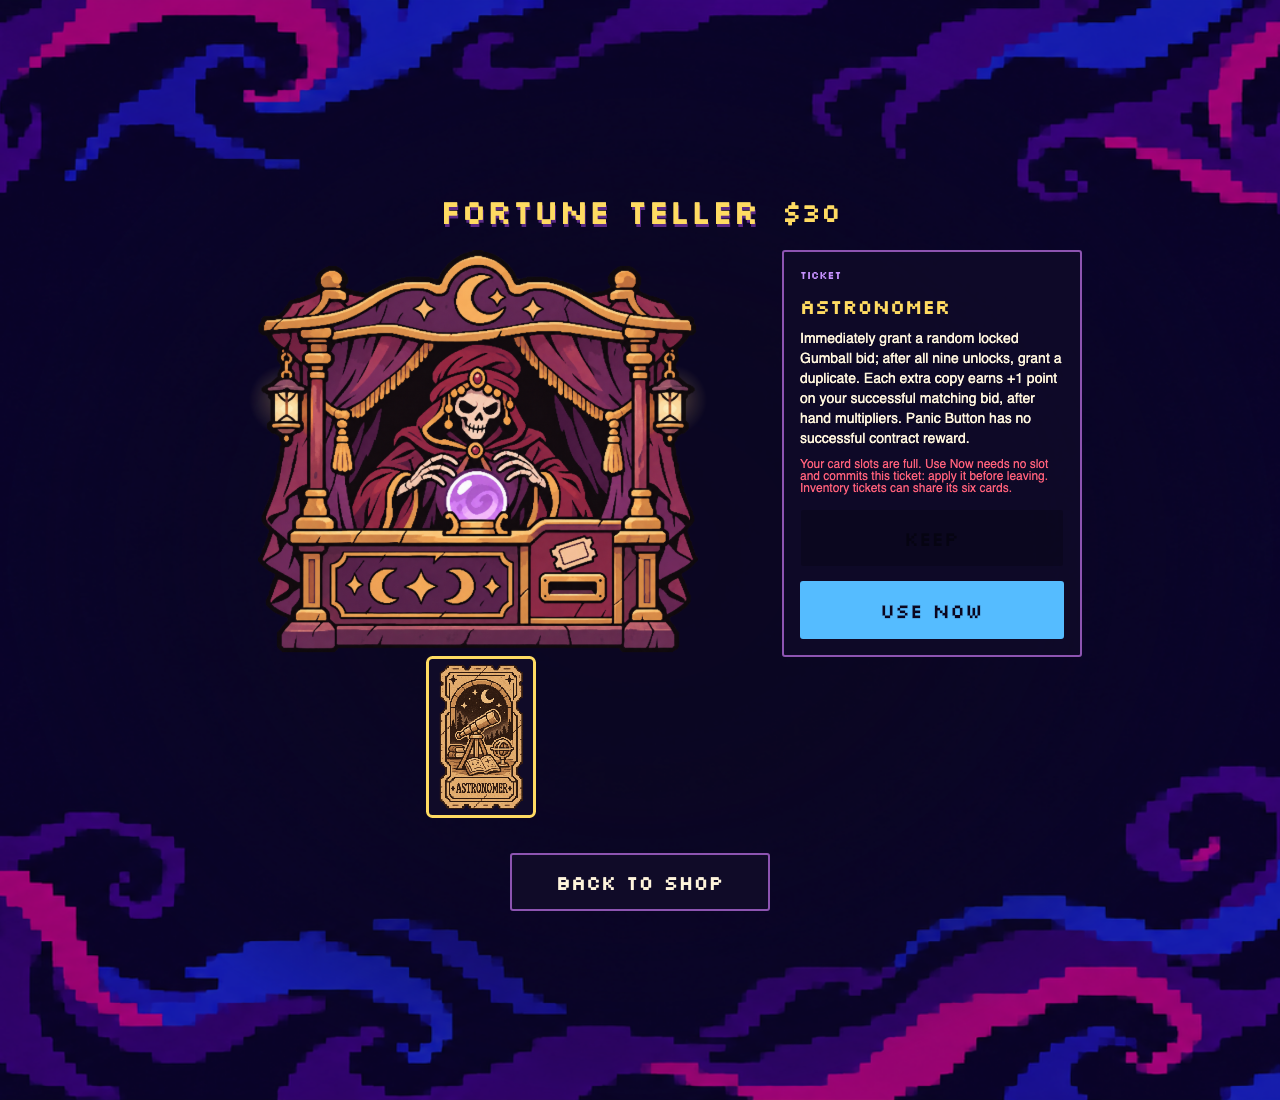 FORTUNE TELLER $30
TICKET
ASTRONOMER
Immediately grant a random locked
Gumball bid; after all nine unlocks, grant a
duplicate. Each extra copy earns +1 point
on your successful matching bid, after
hand multipliers. Panic Button has no
successful contract reward.
Your card slots are full. Use Now needs no slot
and commits this ticket: apply it before leaving.
Inventory tickets can share its six cards.
KEEP
USE NOW
ASTRONOMER
BACK TO SHOP